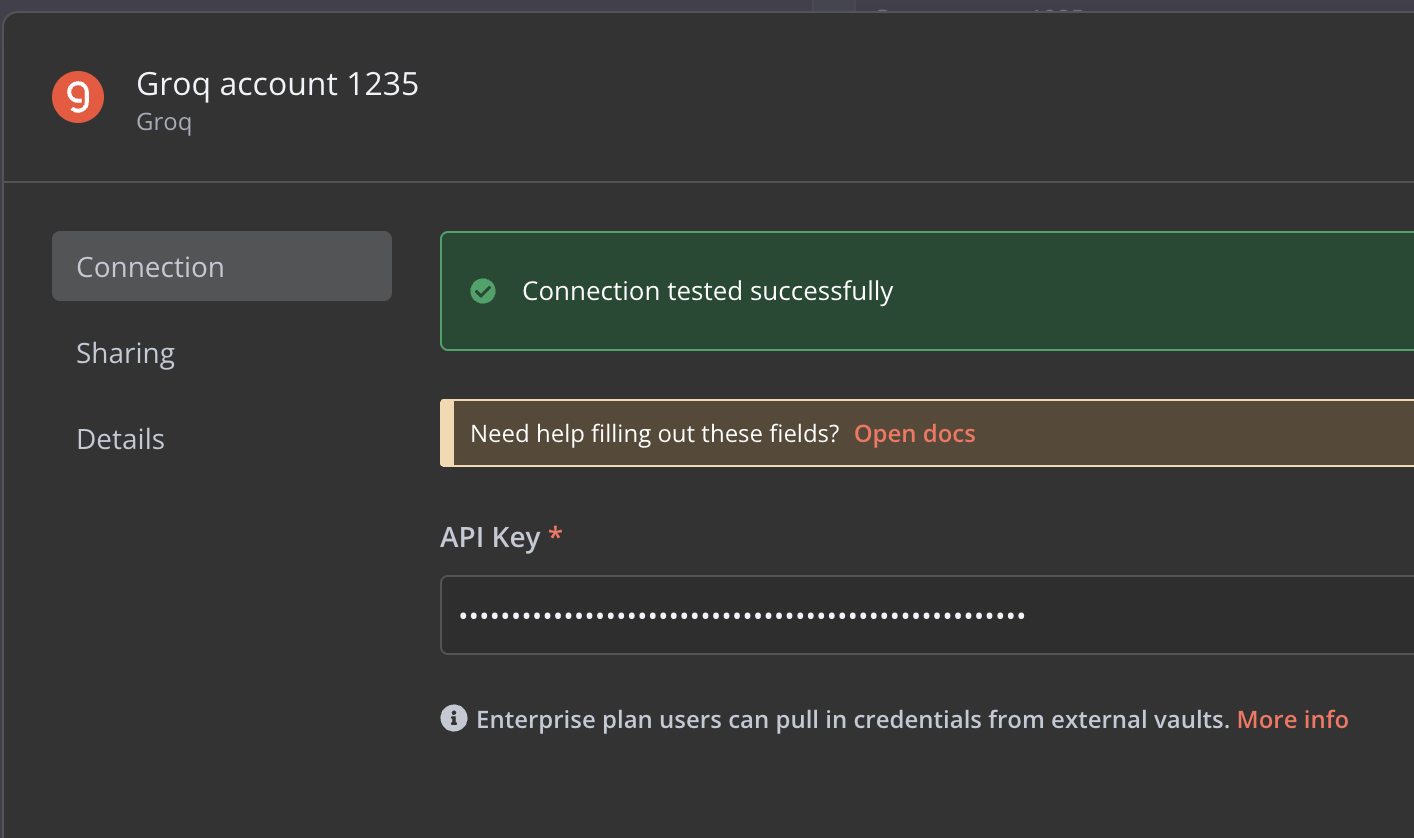 Groq account 1235
Groq
Connection
Sharing
Details
Connection tested successfully
Need help filling out these fields? Open docs
API Key *
••••••••••••••••••••••••••••••••••••••••••••••••••••••
Enterprise plan users can pull in credentials from external vaults. More info